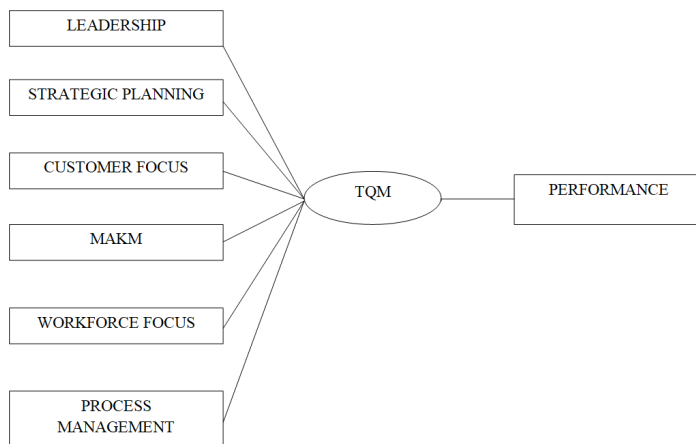 LEADERSHIP
STRATEGIC PLANNING
CUSTOMER FOCUS
TQM
PERFORMANCE
MAKM
WORKFORCE FOCUS
PROCESS
MANAGEMENT